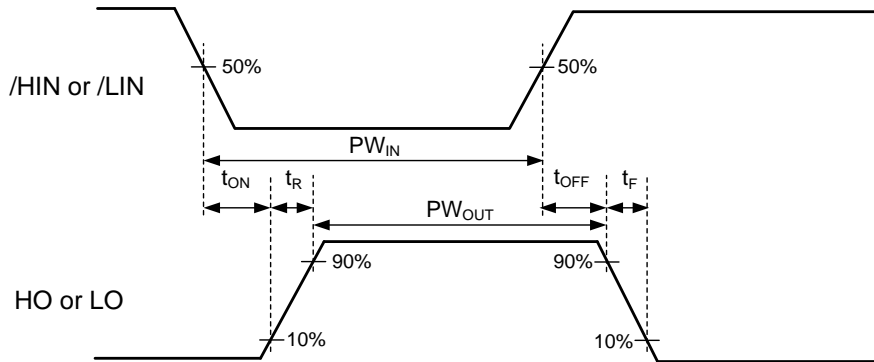 50%
50%
/HIN or /LIN
PW_IN
t_ON
t_R
t_OFF
t_F
PW_OUT
90%
90%
HO or LO
10%
10%